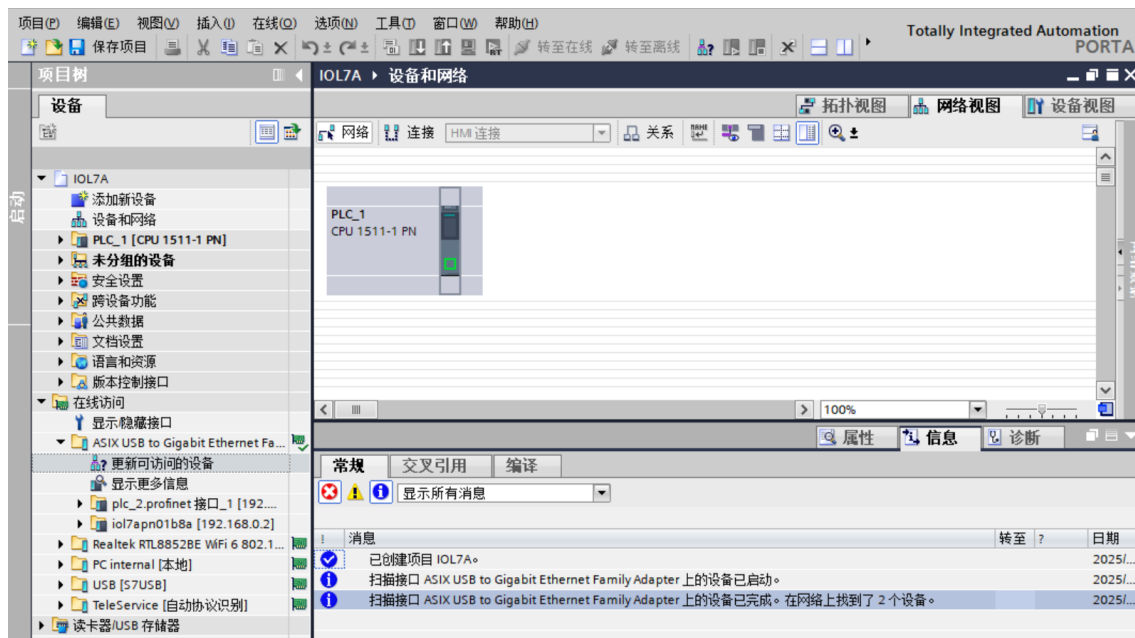 项目(P) 编辑(E) 视图(V) 插入(I) 在线(O) 选项(N) 工具(T) 窗口(W) 帮助(H)
Totally Integrated Automation
PORTA
保存项目 转至在线 转至离线
项目树
IOL7A 设备和网络
设备
拓扑视图 网络视图 设备视图
网络 连接 HMI 连接 关系
启动
IOL7A
添加新设备
设备和网络
PLC_1 [CPU 1511-1 PN]
未分组的设备
安全设置
跨设备功能
公共数据
文档设置
语言和资源
版本控制接口
在线访问
显示/隐藏接口
ASIX USB to Gigabit Ethernet Fa...
更新可访问的设备
显示更多信息
plc_2.profinet 接口_1 [192....
iol7apn01b8a [192.168.0.2]
Realtek RTL8852BE WiFi 6 802.1...
PC internal [本地]
USB [S7USB]
TeleService [自动协议识别]
读卡器/USB 存储器
PLC_1
CPU 1511-1 PN
100%
属性 信息 诊断
常规 交叉引用 编译
显示所有消息
! 消息 转至 ? 日期
已创建项目 IOL7A。 2025/...
扫描接口 ASIX USB to Gigabit Ethernet Family Adapter 上的设备已启动。 2025/...
扫描接口 ASIX USB to Gigabit Ethernet Family Adapter 上的设备已完成。在网络上找到了 2 个设备。 2025/...